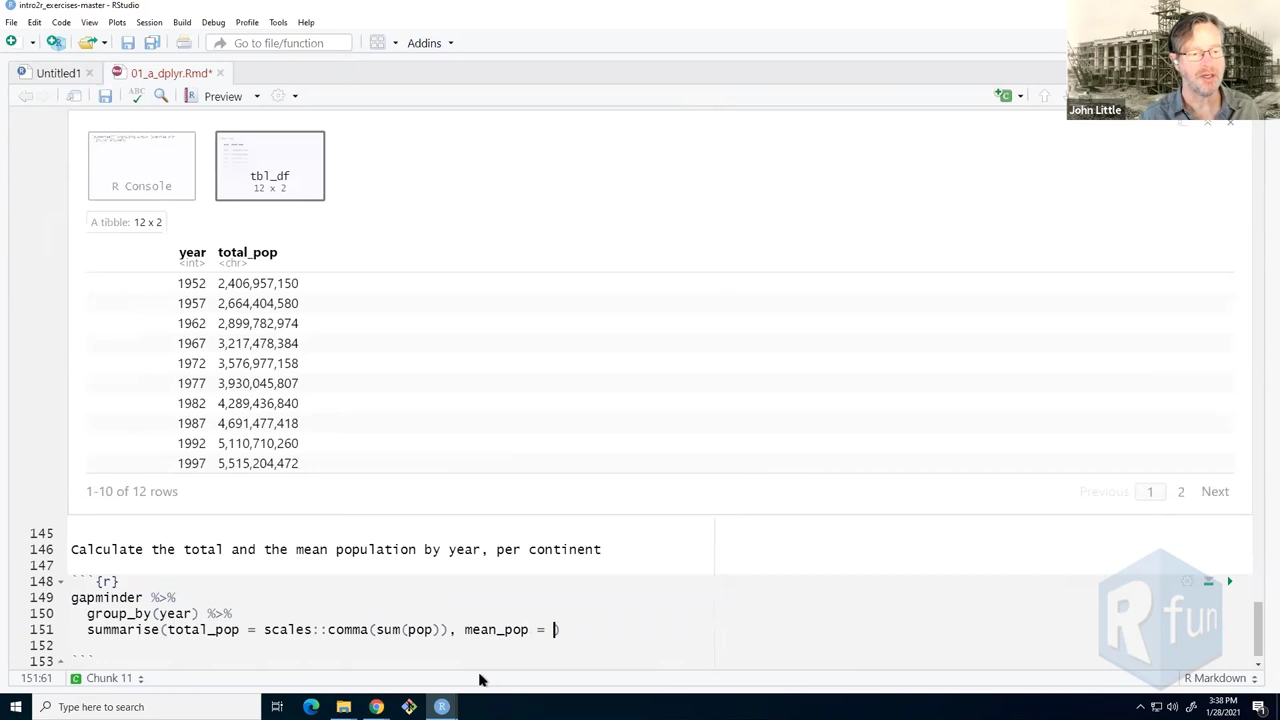 intro2r_exercises-master - RStudio
File Edit Code View Plots Session Build Debug Profile Tools Help
Go to file/function Addins
Untitled1 01_a_dplyr.Rmd*
ABC Preview
John Little
R Console
tbl_df
12 x 2
A tibble: 12 x 2
year total_pop
<int> <chr>
1952 2,406,957,150
1957 2,664,404,580
1962 2,899,782,974
1967 3,217,478,384
1972 3,576,977,158
1977 3,930,045,807
1982 4,289,436,840
1987 4,691,477,418
1992 5,110,710,260
1997 5,515,204,472
1-10 of 12 rows Previous 1 2 Next
145
146 Calculate the total and the mean population by year, per continent
147
148 ```{r}
149 gapminder %>%
150 group_by(year) %>%
151 summarise(total_pop = scales::comma(sum(pop)), mean_pop = )
152
153 ```
R fun
151:61 Chunk 11 R Markdown
Type here to search
3:38 PM
1/28/2021